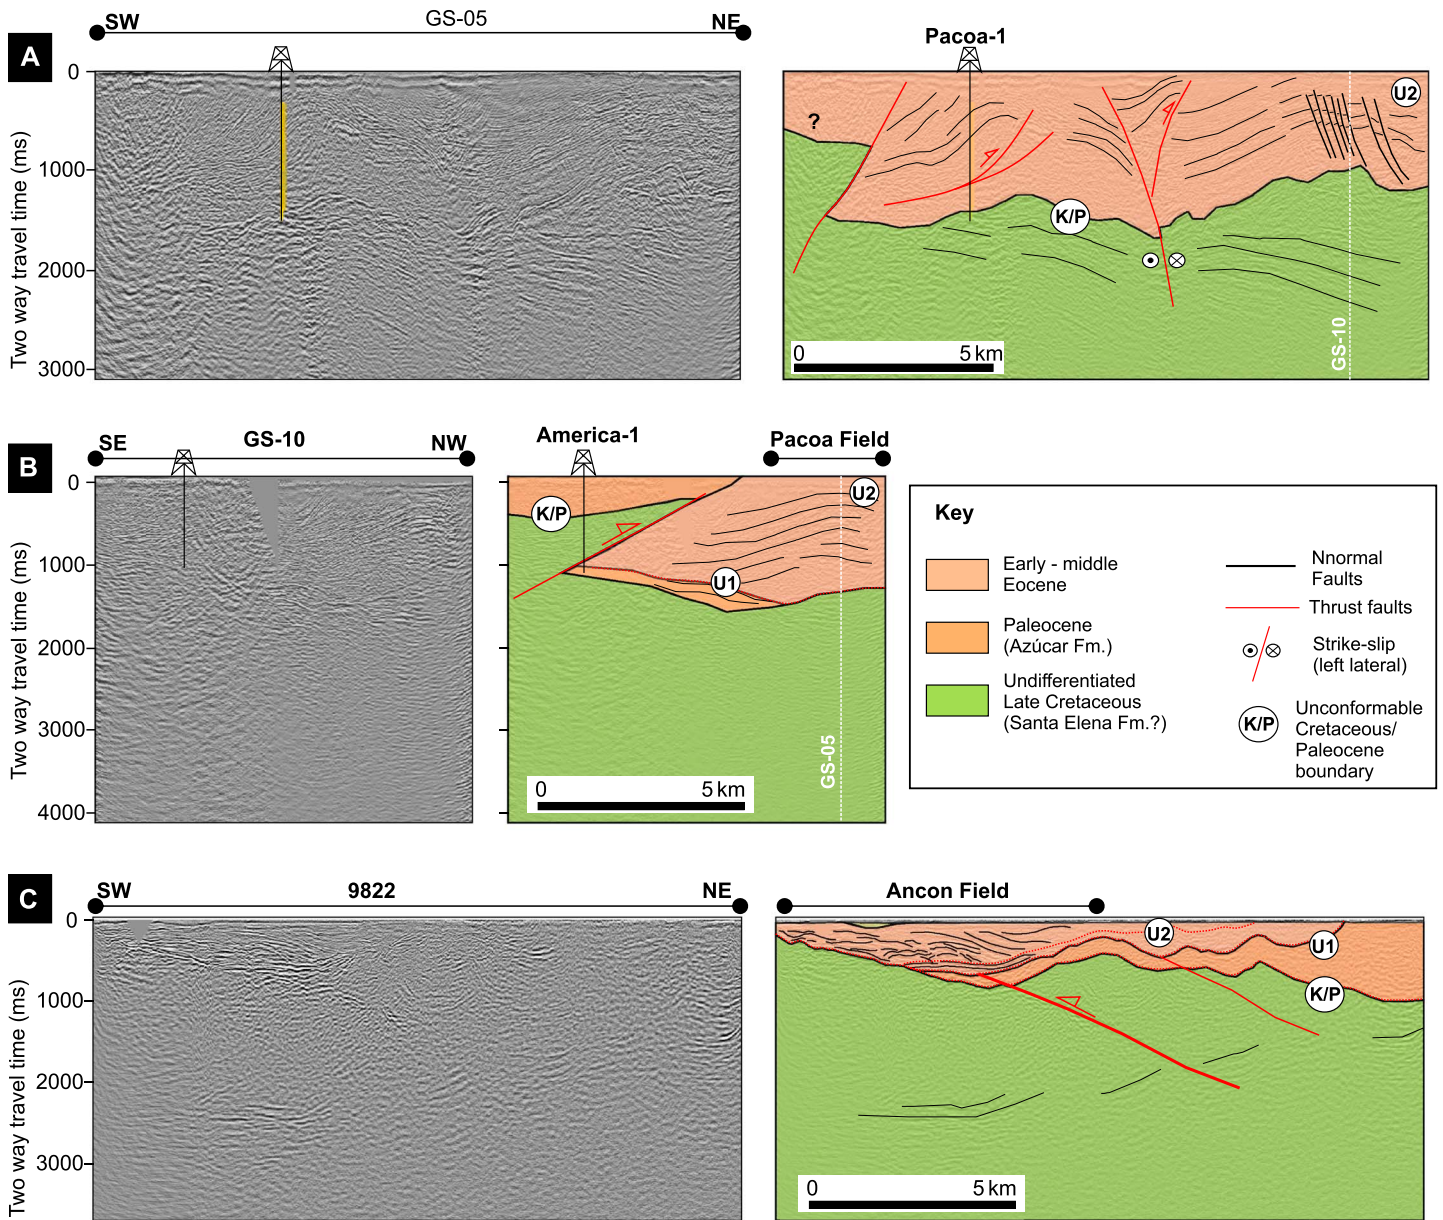 A
SW
GS-05
NE
Pacoa-1
0
1000
2000
3000
Two way travel time (ms)
?
U2
K/P
GS-10
0
5 km
B
SE
GS-10
NW
America-1
Pacoa Field
0
1000
2000
3000
4000
Two way travel time (ms)
K/P
U2
U1
GS-05
0
5 km
Key
Early - middle
Eocene
Paleocene
(Azúcar Fm.)
Undifferentiated
Late Cretaceous
(Santa Elena Fm.?)
Nnormal
Faults
Thrust faults
Strike-slip
(left lateral)
K/P
Unconformable
Cretaceous/
Paleocene
boundary
C
SW
9822
NE
Ancon Field
0
1000
2000
3000
Two way travel time (ms)
U2
U1
K/P
0
5 km